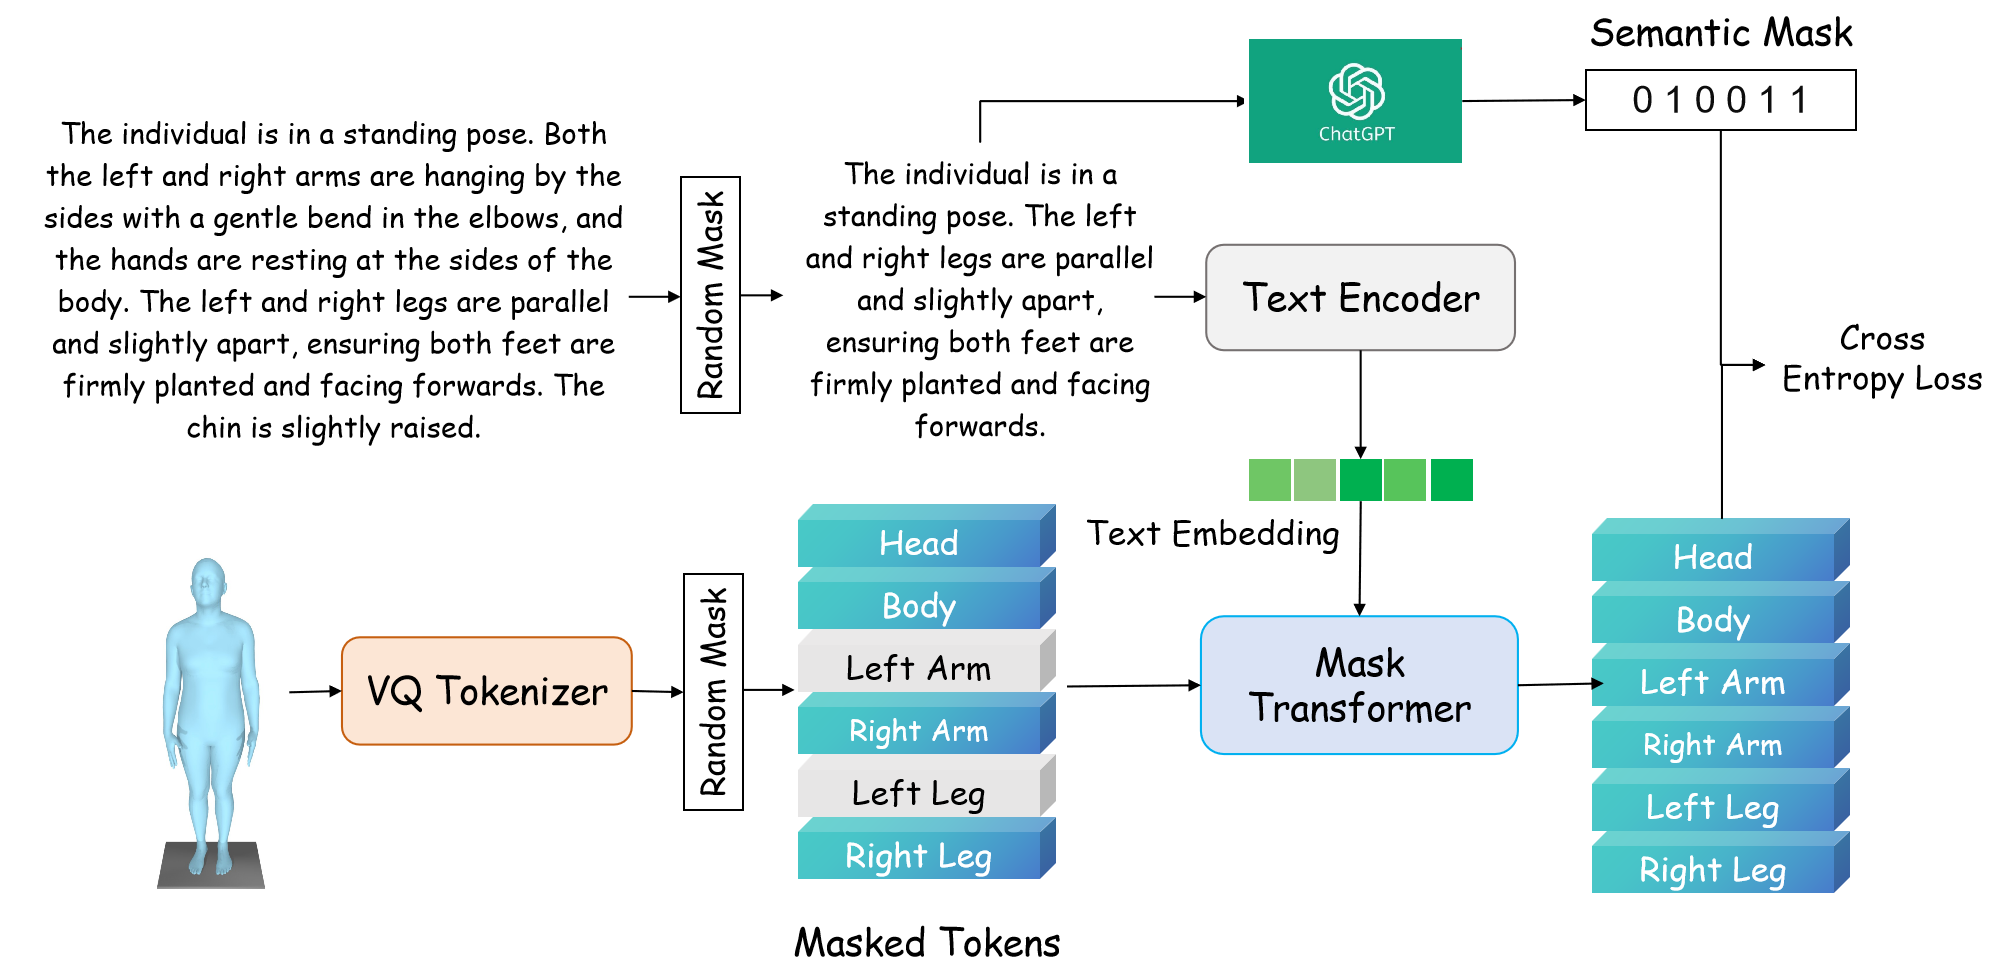 Semantic Mask
0 1 0 0 1 1
ChatGPT
The individual is in a standing pose. Both
the left and right arms are hanging by the
sides with a gentle bend in the elbows, and
the hands are resting at the sides of the
body. The left and right legs are parallel
and slightly apart, ensuring both feet are
firmly planted and facing forwards. The
chin is slightly raised.
Random Mask
The individual is in a
standing pose. The left
and right legs are parallel
and slightly apart,
ensuring both feet are
firmly planted and facing
forwards.
Text Encoder
Cross
Entropy Loss
Text Embedding
VQ Tokenizer
Random Mask
Head
Body
Left Arm
Right Arm
Left Leg
Right Leg
Masked Tokens
Mask
Transformer
Head
Body
Left Arm
Right Arm
Left Leg
Right Leg